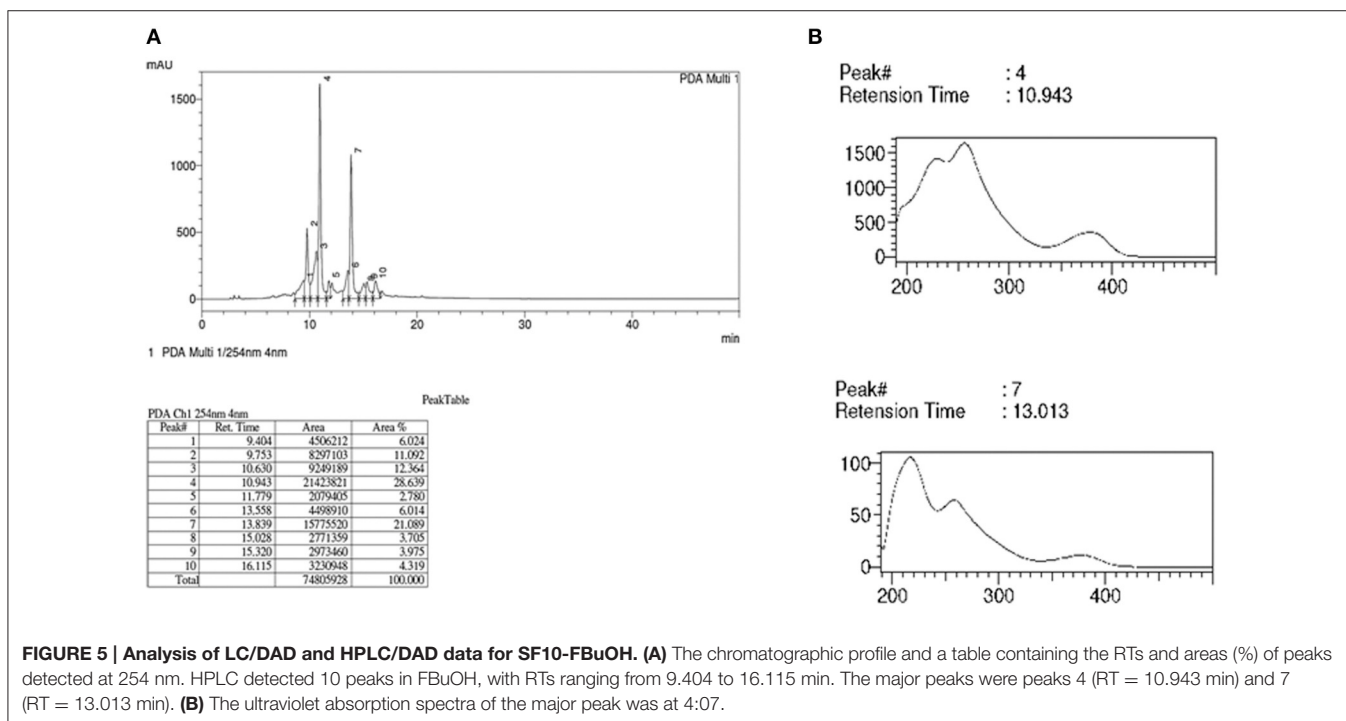 A
mAU
PDA Multi 1
1500
1000
500
0
1
2
3
4
5
6
7
8
9
10
0 10 20 30 40
min
1 PDA Multi 1/254nm 4nm
PeakTable
PDA Ch1 254nm 4nm
Peak# Ret. Time Area Area %
1 9.404 4506212 6.024
2 9.753 8297103 11.092
3 10.630 9249189 12.364
4 10.943 21423821 28.639
5 11.779 2079405 2.780
6 13.558 4498910 6.014
7 13.839 15775520 21.089
8 15.028 2771359 3.705
9 15.320 2973460 3.975
10 16.115 3230948 4.319
Total 74805928 100.000
B
Peak# : 4
Retension Time : 10.943
1500
1000
500
0
200 300 400
Peak# : 7
Retension Time : 13.013
100
50
0
200 300 400
FIGURE 5 | Analysis of LC/DAD and HPLC/DAD data for SF10-FBuOH. (A) The chromatographic profile and a table containing the RTs and areas (%) of peaks
detected at 254 nm. HPLC detected 10 peaks in FBuOH, with RTs ranging from 9.404 to 16.115 min. The major peaks were peaks 4 (RT = 10.943 min) and 7
(RT = 13.013 min). (B) The ultraviolet absorption spectra of the major peak was at 4:07.